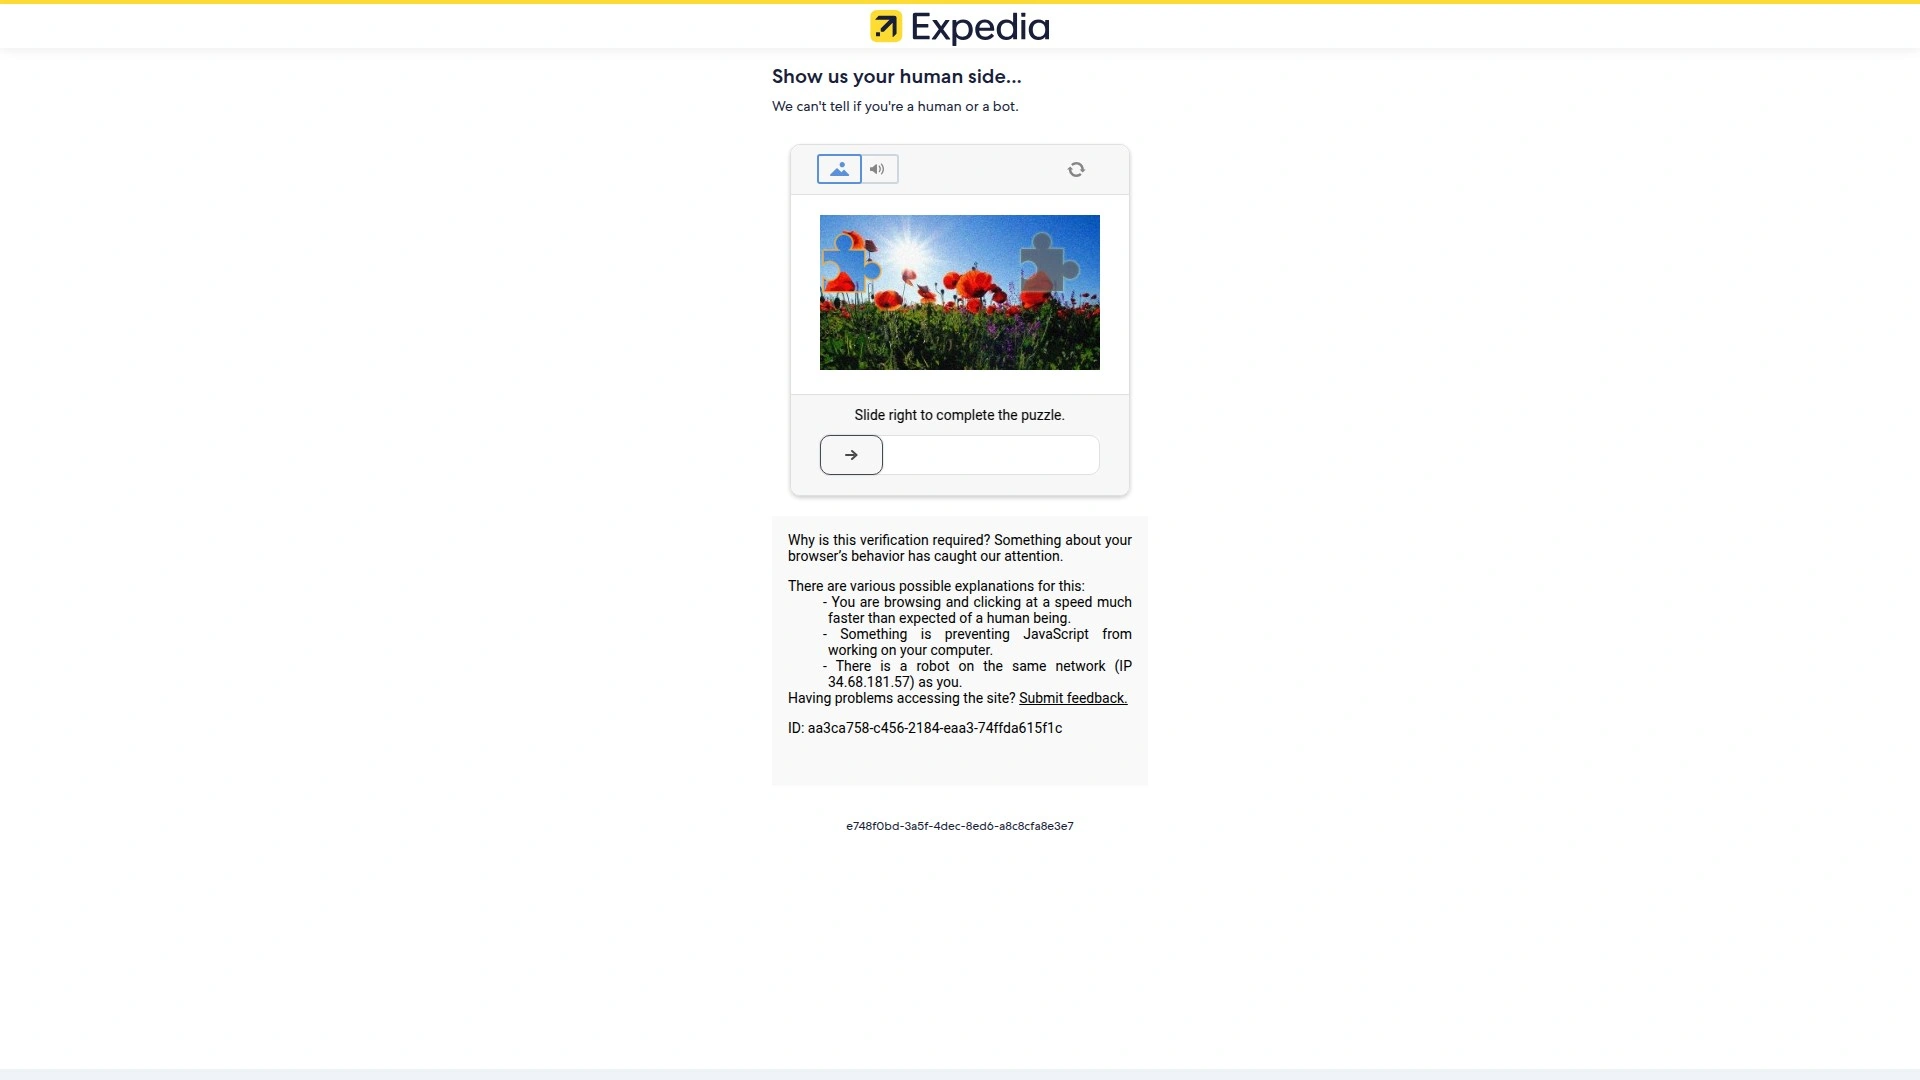 Expedia
Show us your human side...
We can't tell if you're a human or a bot.
Slide right to complete the puzzle.
Why is this verification required? Something about your
browser's behavior has caught our attention.
There are various possible explanations for this:
- You are browsing and clicking at a speed much
faster than expected of a human being.
- Something is preventing JavaScript from
working on your computer.
- There is a robot on the same network (IP
34.68.181.57) as you.
Having problems accessing the site? Submit feedback.
ID: aa3ca758-c456-2184-eaa3-74ffda615f1c
e748f0bd-3a5f-4dec-8ed6-a8c8cfa8e3e7